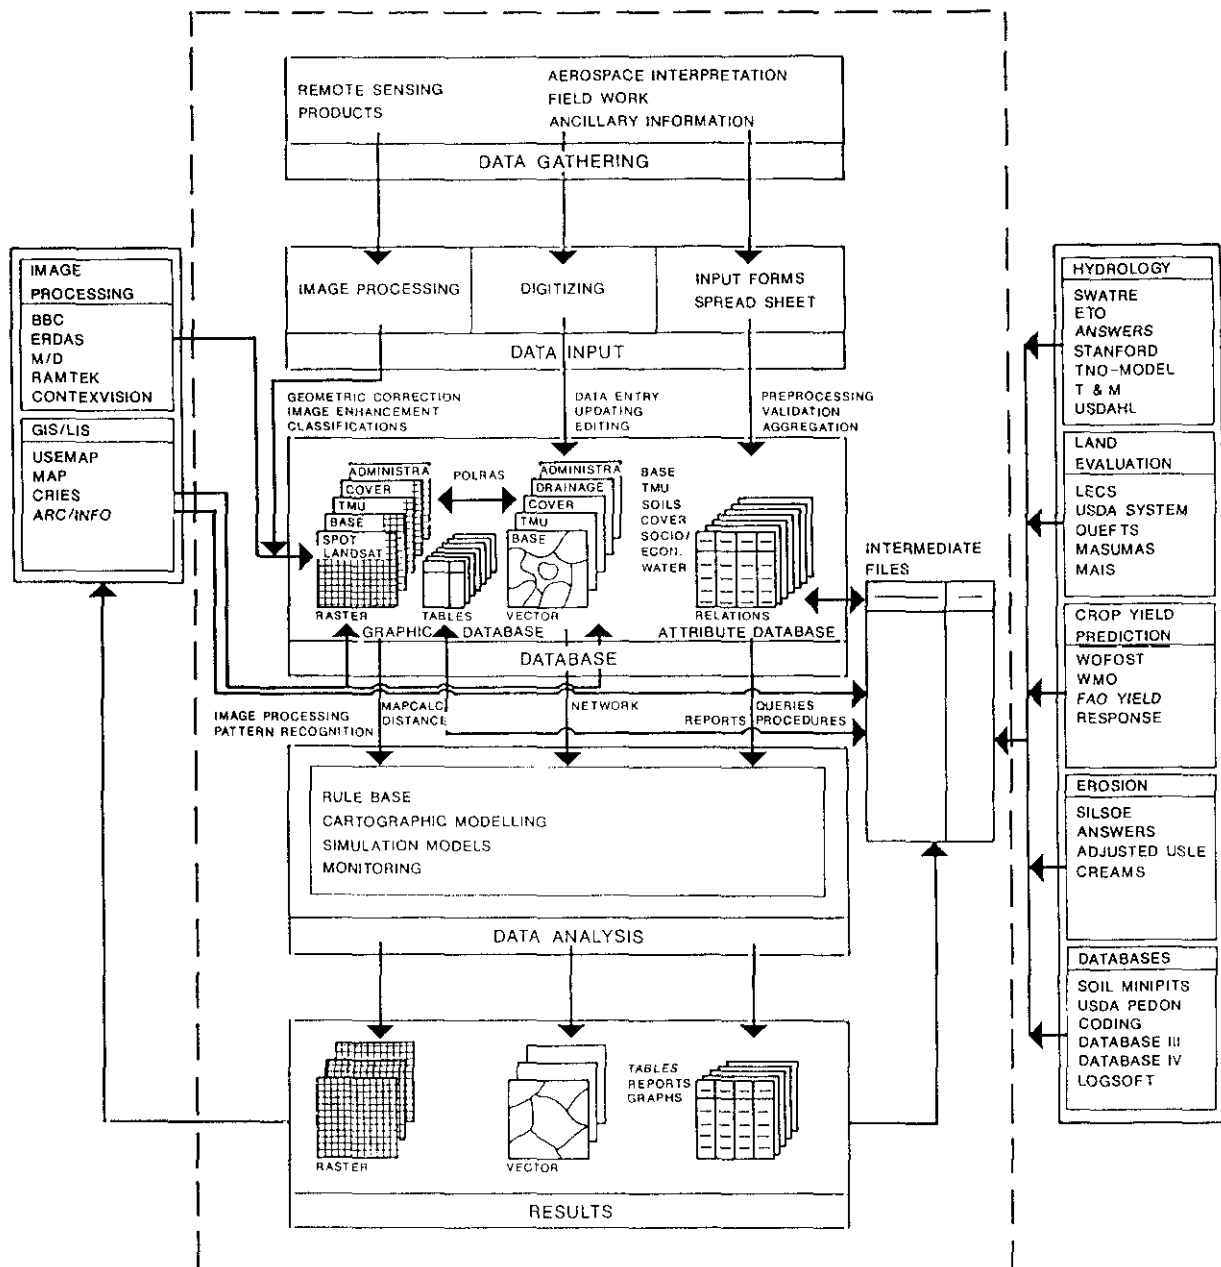 REMOTE SENSING
PRODUCTS
AEROSPACE INTERPRETATION
FIELD WORK
ANCILLARY INFORMATION
DATA GATHERING
IMAGE PROCESSING
DIGITIZING
INPUT FORMS
SPREAD SHEET
DATA INPUT
GEOMETRIC CORRECTION
IMAGE ENHANCEMENT
CLASSIFICATIONS
DATA ENTRY
UPDATING
EDITING
PREPROCESSING
VALIDATION
AGGREGATION
IMAGE
PROCESSING
BBC
ERDAS
M/D
RAMTEK
CONTEXVISION
GIS/LIS
USEMAP
MAP
CRIES
ARC/INFO
ADMINISTRA
COVER
TMU
BASE
SPOT
LANDSAT
RASTER
POLRAS
TABLES
ADMINISTRA
DRAINAGE
COVER
TMU
BASE
VECTOR
BASE
TMU
SOILS
COVER
SOCIO/
ECON.
WATER
RELATIONS
GRAPHIC DATABASE
ATTRIBUTE DATABASE
DATABASE
INTERMEDIATE
FILES
IMAGE PROCESSING
PATTERN RECOGNITION
MAPCALC
DISTANCE
NETWORK
QUERIES
REPORTS PROCEDURES
RULE BASE
CARTOGRAPHIC MODELLING
SIMULATION MODELS
MONITORING
DATA ANALYSIS
RASTER
VECTOR
TABLES
REPORTS
GRAPHS
RESULTS
HYDROLOGY
SWATRE
ETO
ANSWERS
STANFORD
TNO-MODEL
T & M
USDAHL
LAND
EVALUATION
LECS
USDA SYSTEM
QUEFTS
MASUMAS
MAIS
CROP YIELD
PREDICTION
WOFOST
WMO
FAO YIELD
RESPONSE
EROSION
SILSOE
ANSWERS
ADJUSTED USLE
CREAMS
DATABASES
SOIL MINIPITS
USDA PEDON
CODING
DATABASE III
DATABASE IV
LOGSOFT